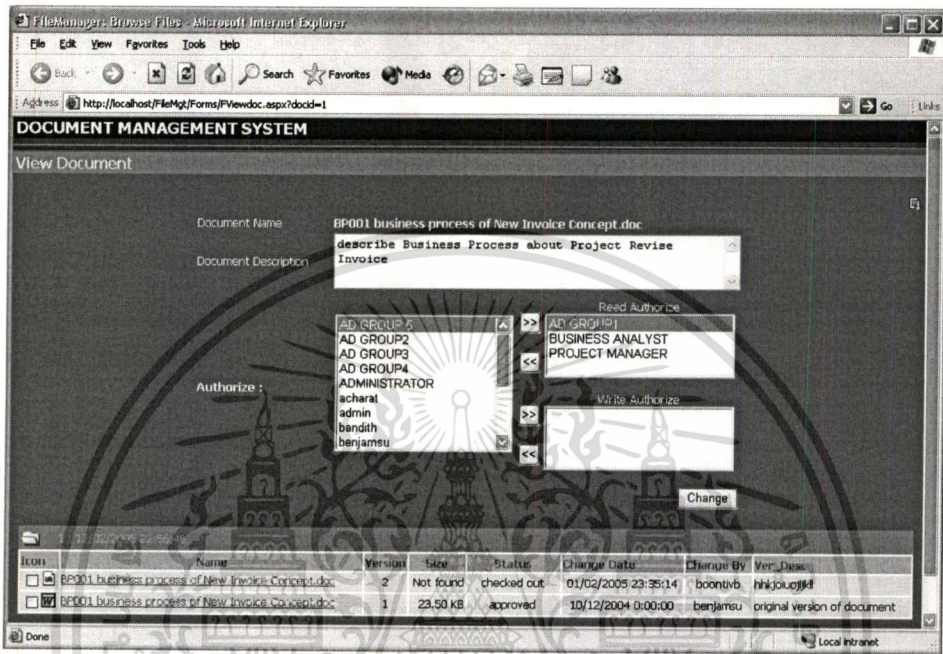 FileManager: Browse Files - Microsoft Internet Explorer
File Edit View Favorites Tools Help
Back Search Favorites Media
Address http://localhost/FileMgt/Forms/FViewdoc.aspx?docid=1 Go Links
DOCUMENT MANAGEMENT SYSTEM
View Document
Document Name BP001 business process of New Invoice Concept.doc
Document Description describe Business Process about Project Revise
Invoice
Read Authorize
Authorize :
AD GROUP 5
AD GROUP2
AD GROUP3
AD GROUP4
ADMINISTRATOR
acharat
admin
bandith
benjamsu
>>
<<
AD GROUP1
BUSINESS ANALYST
PROJECT MANAGER
Write Authorize
>>
<<
Change
Icon Name Version Size Status Change Date Change By Ver_Desc
BP001 business process of New Invoice Concept.doc 2 Not found checked out 01/02/2005 23:35:14 boontivb
BP001 business process of New Invoice Concept.doc 1 23.50 KB approved 10/12/2004 0:00:00 benjamsu original version of document
Done Local intranet